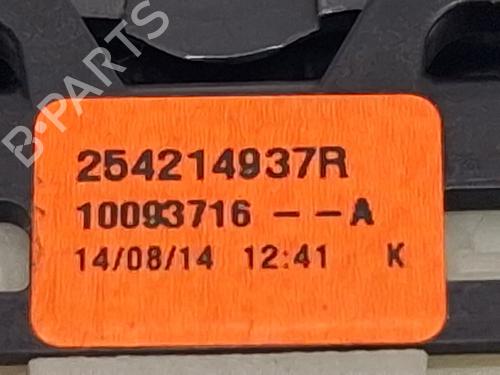 B-PARTS
254214937R
10093716 -- A
14/08/14 12:41 K